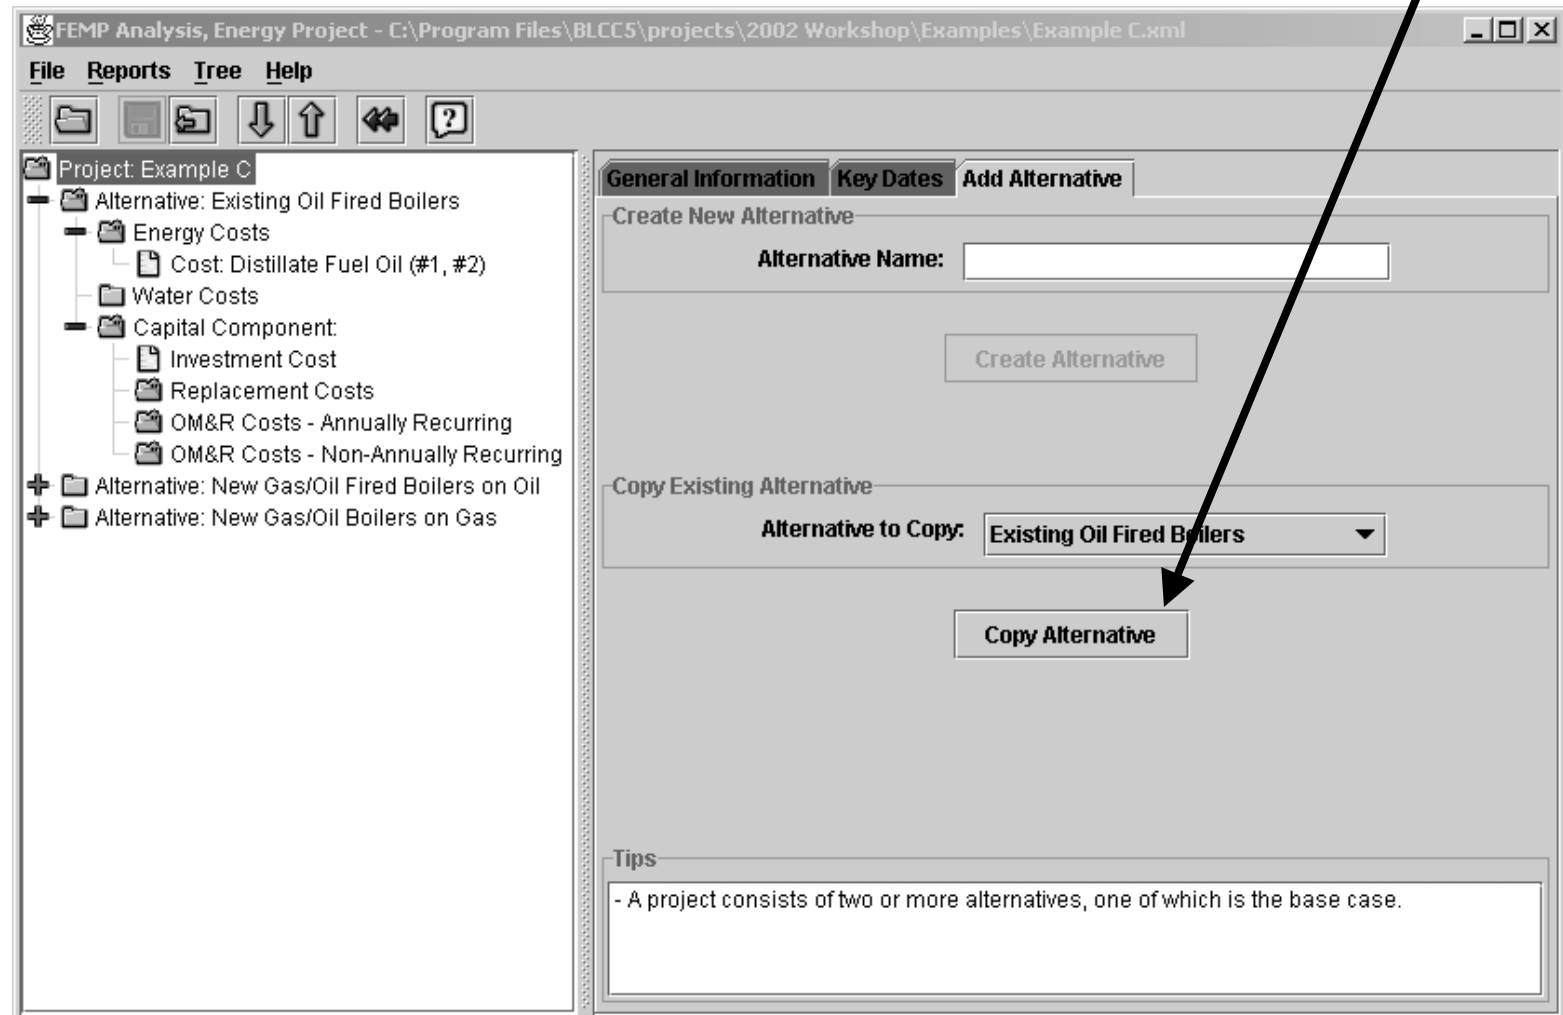 FEMP Analysis, Energy Project - C:\Program Files\BLCC5\projects\2002 Workshop\Examples\Example C.xml
File Reports Tree Help
?
Project: Example C
Alternative: Existing Oil Fired Boilers
Energy Costs
Cost: Distillate Fuel Oil (#1, #2)
Water Costs
Capital Component:
Investment Cost
Replacement Costs
OM&R Costs - Annually Recurring
OM&R Costs - Non-Annually Recurring
Alternative: New Gas/Oil Fired Boilers on Oil
Alternative: New Gas/Oil Boilers on Gas
General Information Key Dates Add Alternative
Create New Alternative
Alternative Name:
Create Alternative
Copy Existing Alternative
Alternative to Copy: Existing Oil Fired Boilers
Copy Alternative
Tips
- A project consists of two or more alternatives, one of which is the base case.